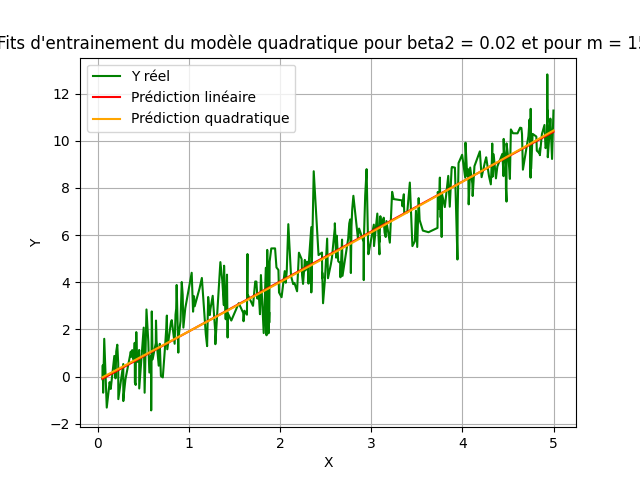 Fits d'entrainement du modèle quadratique pour beta2 = 0.02 et pour m = 15
Y réel
Prédiction linéaire
Prédiction quadratique
12
10
8
6
4
2
0
−2
Y
0 1 2 3 4 5
X